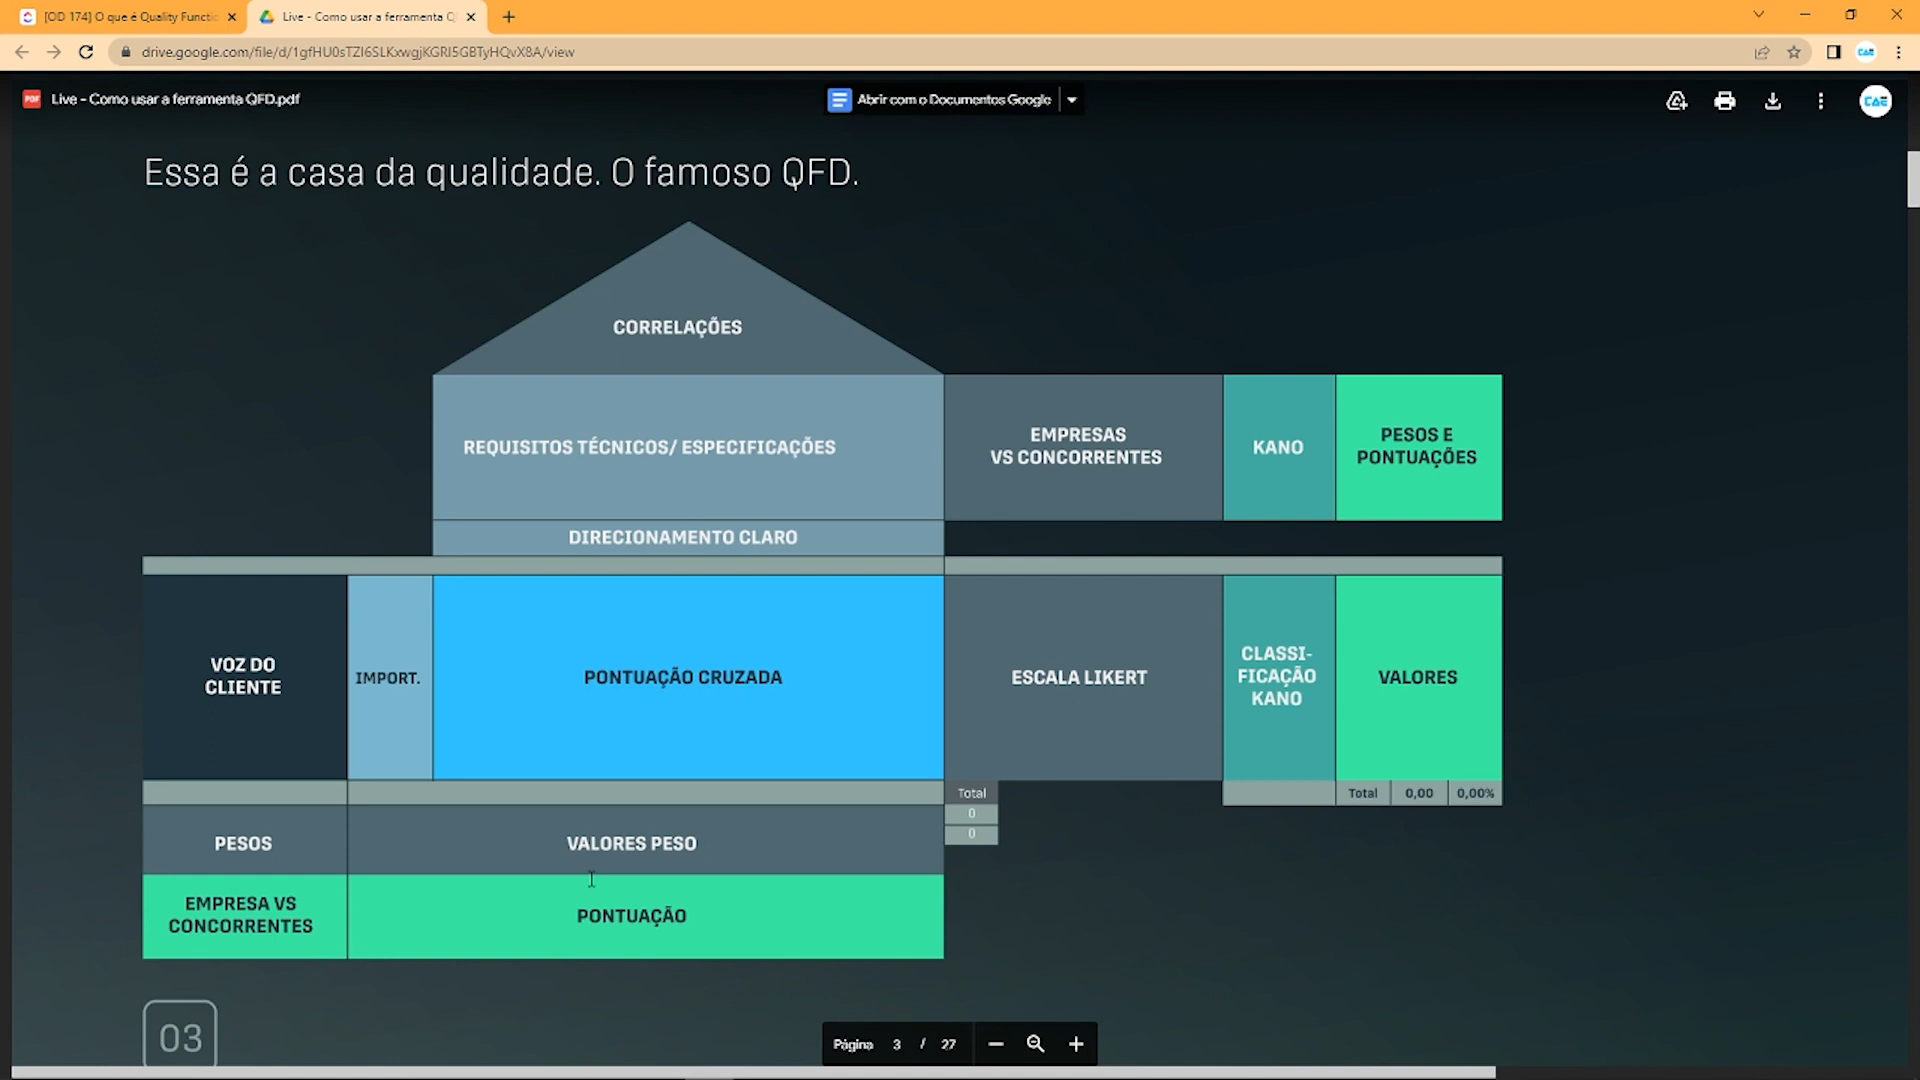 [OD 174] O que é Quality Functi
Live - Como usar a ferramenta Q
drive.google.com/file/d/1gfHU0sTZI6SLKxwgjKGRI5GBTyHQvX8A/view
CAE
PDF
Live - Como usar a ferramenta QFD.pdf
Abrir com o Documentos Google
CAE
Essa é a casa da qualidade. O famoso QFD.
CORRELAÇÕES
REQUISITOS TÉCNICOS/ ESPECIFICAÇÕES
EMPRESAS
VS CONCORRENTES
KANO
PESOS E
PONTUAÇÕES
DIRECIONAMENTO CLARO
VOZ DO
CLIENTE
IMPORT.
PONTUAÇÃO CRUZADA
ESCALA LIKERT
CLASSI-
FICAÇÃO
KANO
VALORES
Total
0
0
Total 0,00 0,00%
PESOS
VALORES PESO
EMPRESA VS
CONCORRENTES
PONTUAÇÃO
03
Página 3 / 27